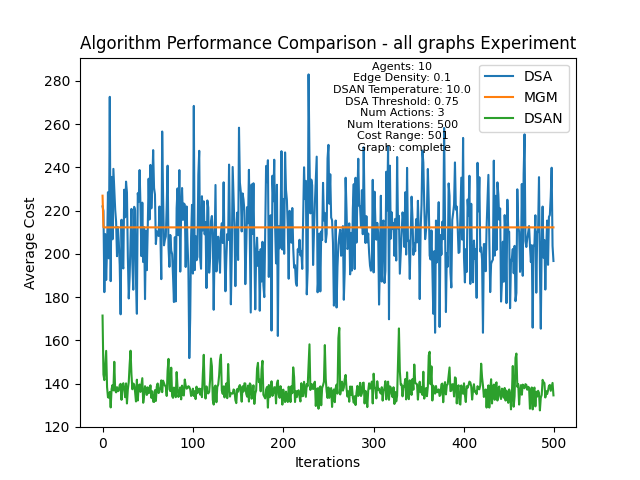 Algorithm Performance Comparison - all graphs Experiment
Agents: 10
Edge Density: 0.1
DSAN Temperature: 10.0
DSA Threshold: 0.75
Num Actions: 3
Num Iterations: 500
Cost Range: 501
Graph: complete
DSA
MGM
DSAN
Average Cost
280
260
240
220
200
180
160
140
120
0
100
200
300
400
500
Iterations